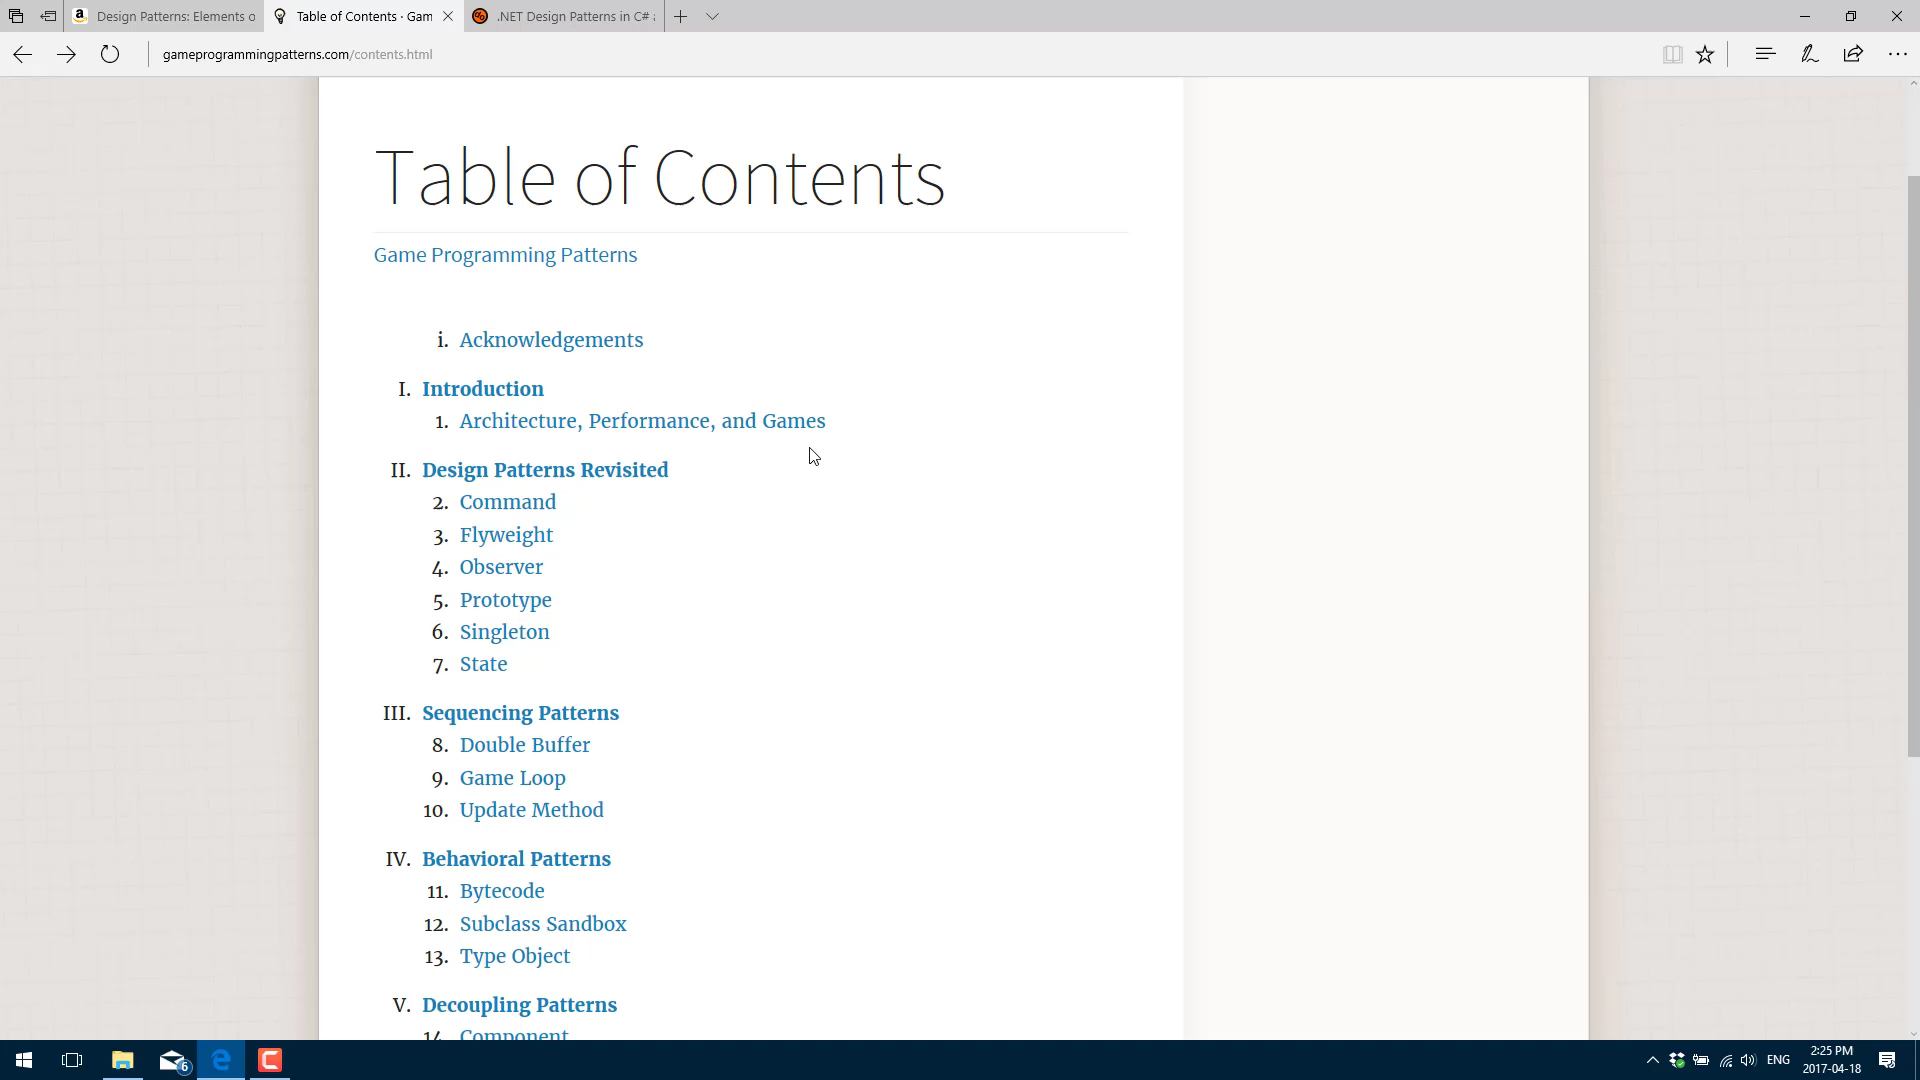 Design Patterns: Elements o
Table of Contents · Gam
.NET Design Patterns in C#
gameprogrammingpatterns.com/contents.html
Table of Contents
Game Programming Patterns
i. Acknowledgements
I. Introduction
1. Architecture, Performance, and Games
II. Design Patterns Revisited
2. Command
3. Flyweight
4. Observer
5. Prototype
6. Singleton
7. State
III. Sequencing Patterns
8. Double Buffer
9. Game Loop
10. Update Method
IV. Behavioral Patterns
11. Bytecode
12. Subclass Sandbox
13. Type Object
V. Decoupling Patterns
14. Component
6
ENG
2:25 PM
2017-04-18